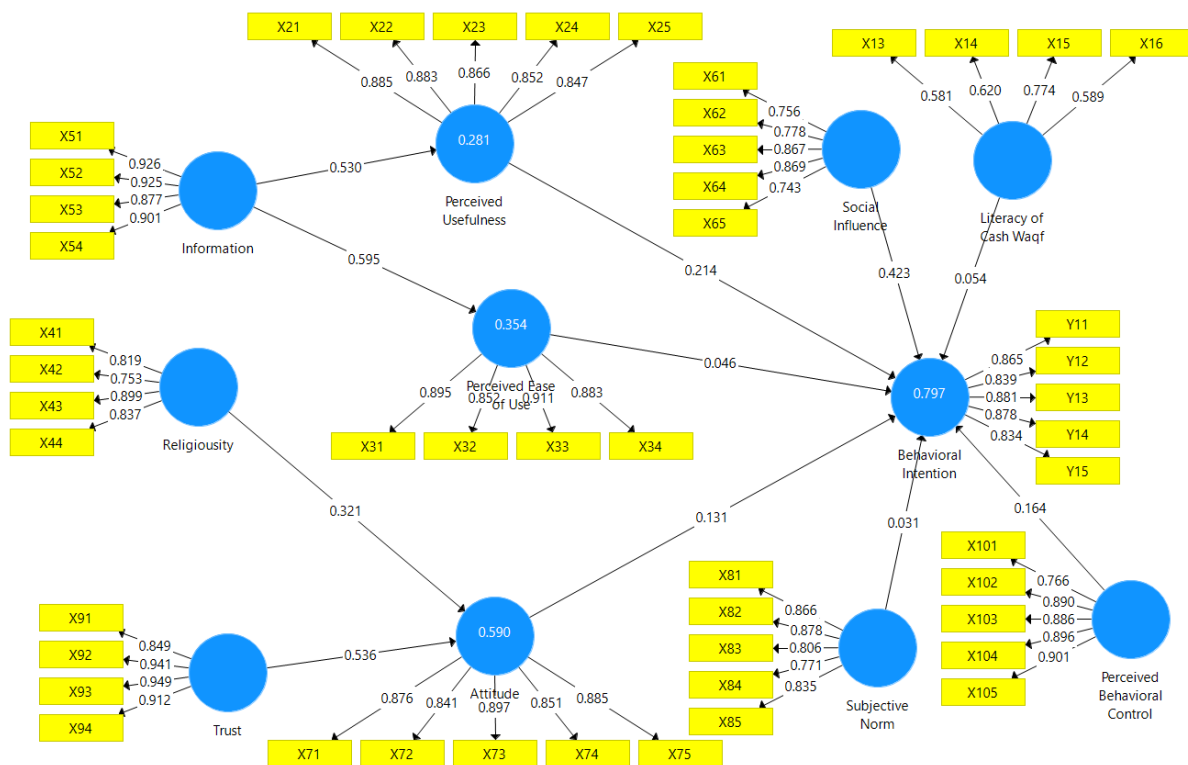 X21
X22
X23
X24
X25
0.885
0.883
0.866
0.852
0.847
0.281
Perceived
Usefulness
X13
X14
X15
X16
0.581
0.620
0.774
0.589
Literacy of
Cash Waqf
X61
X62
X63
X64
X65
0.756
0.778
0.867
0.869
0.743
Social
Influence
X51
X52
X53
X54
0.926
0.925
0.877
0.901
Information
0.530
0.595
0.214
0.423
0.054
X41
X42
X43
X44
0.819
0.753
0.899
0.837
Religiousity
0.354
Perceived Ease
of Use
0.895
0.852
0.911
0.883
X31
X32
X33
X34
0.046
0.797
Behavioral
Intention
Y11
Y12
Y13
Y14
Y15
0.865
0.839
0.881
0.878
0.834
0.321
0.131
0.031
0.164
X91
X92
X93
X94
0.849
0.941
0.949
0.912
Trust
0.536
0.590
Attitude
0.876
0.841
0.897
0.851
0.885
X71
X72
X73
X74
X75
X81
X82
X83
X84
X85
0.866
0.878
0.806
0.771
0.835
Subjective
Norm
X101
X102
X103
X104
X105
0.766
0.890
0.886
0.896
0.901
Perceived
Behavioral
Control